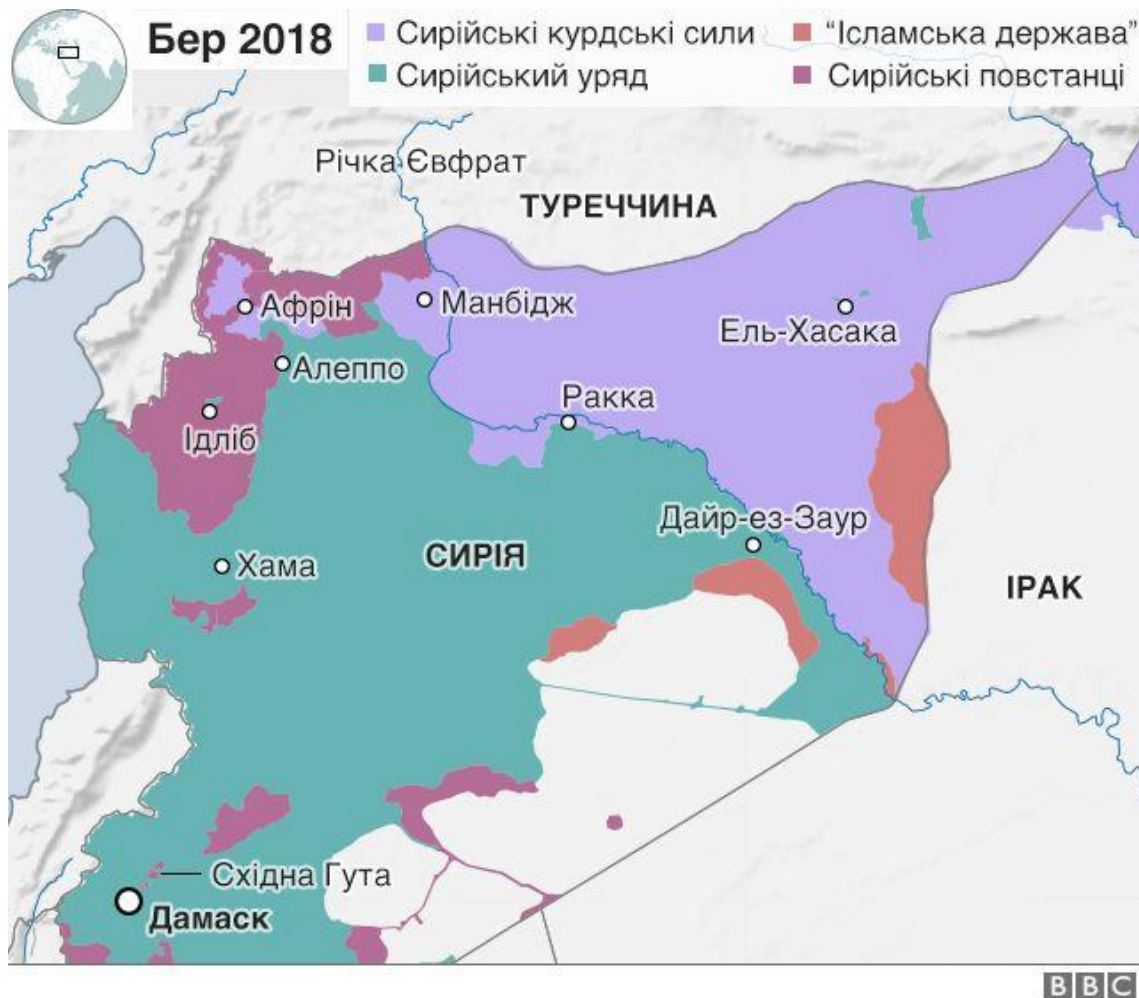 Бер 2018
Сирійські курдські сили
"Ісламська держава"
Сирійський уряд
Сирійські повстанці
Річка Євфрат
ТУРЕЧЧИНА
Афрін
Манбідж
Ель-Хасака
Алеппо
Ракка
Ідліб
Дайр-ез-Заур
Хама
СИРІЯ
ІРАК
Східна Гута
Дамаск
BBC